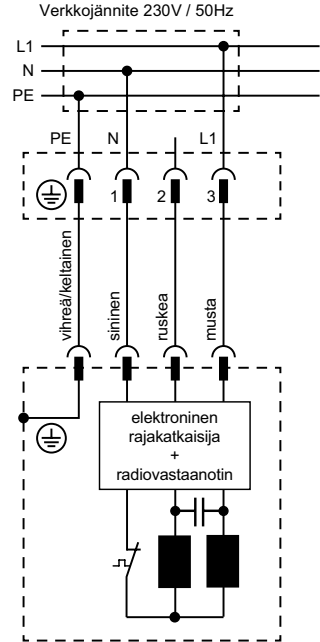 Verkkojännite 230V / 50Hz
L1
N
PE
PE N L1
1 2 3
vihreä/keltainen
sininen
ruskea
musta
elektroninen
rajakatkaisija
+
radiovastaanotin